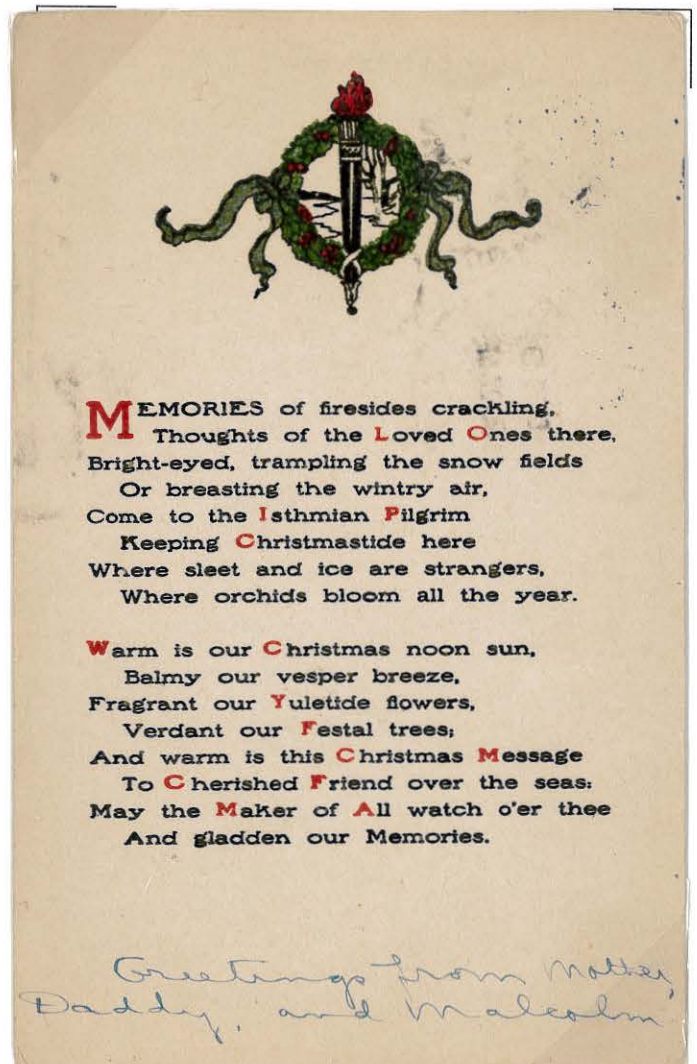 MEMORIES of firesides crackling,
Thoughts of the Loved Ones there,
Bright-eyed, trampling the snow fields
Or breasting the wintry air,
Come to the Isthmian Pilgrim
Keeping Christmastide here
Where sleet and ice are strangers,
Where orchids bloom all the year.
Warm is our Christmas noon sun,
Balmy our vesper breeze,
Fragrant our Yuletide flowers,
Verdant our Festal trees;
And warm is this Christmas Message
To Cherished Friend over the seas:
May the Maker of All watch o'er thee
And gladden our Memories.
Greetings from Mother,
Daddy, and Malcolm